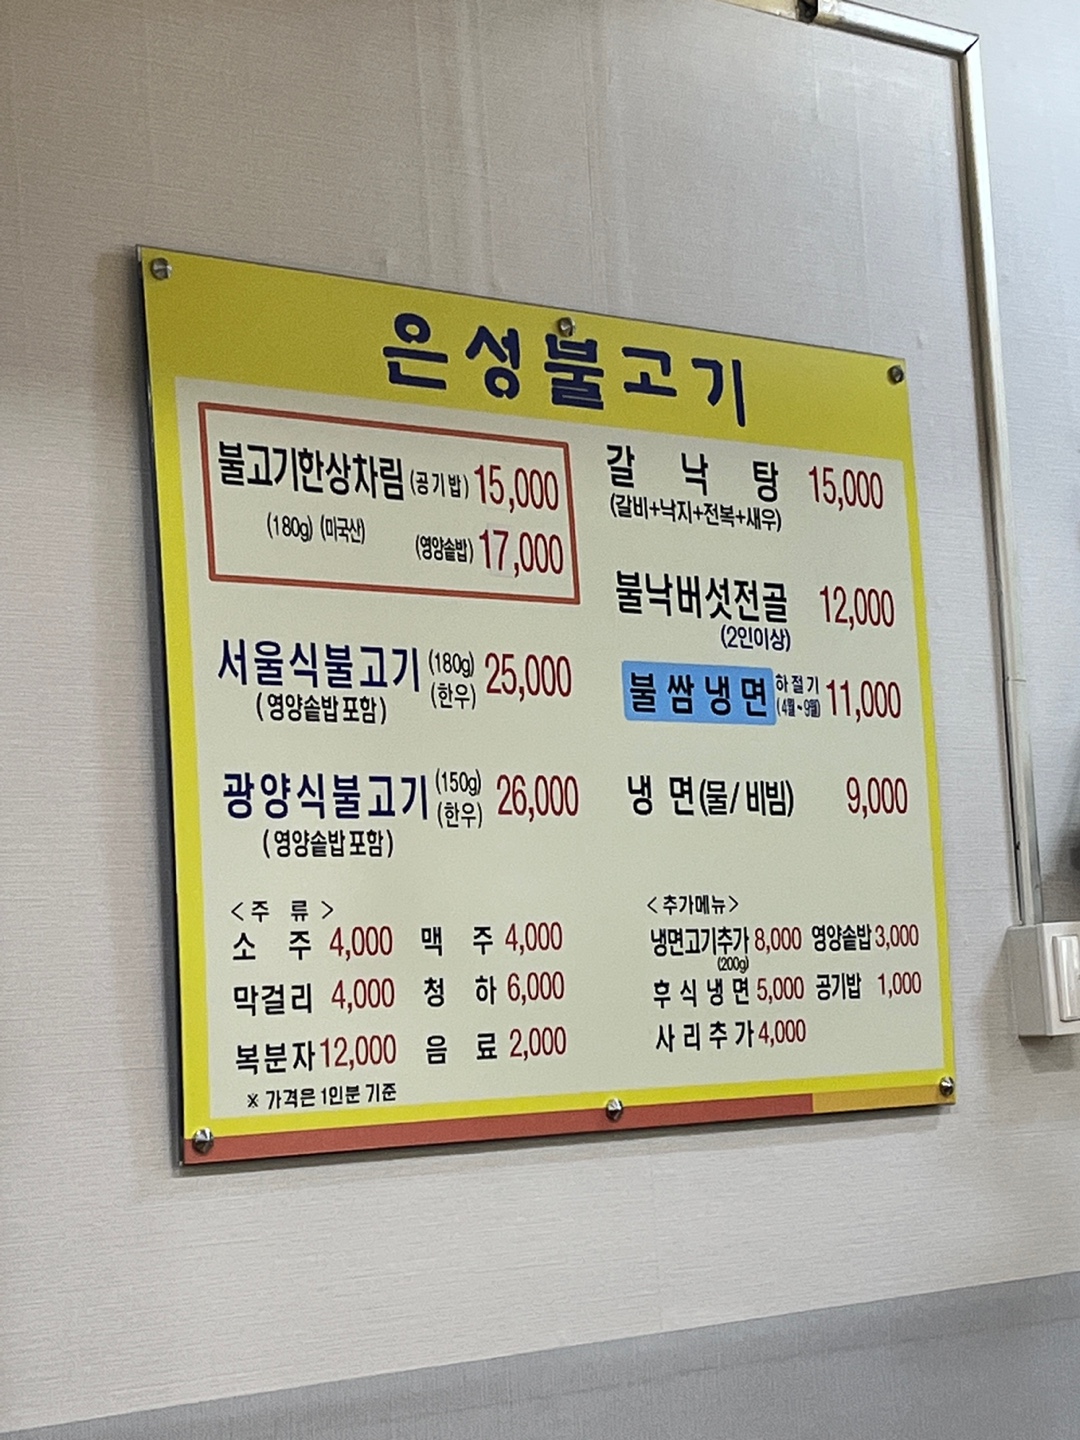 은성불고기
불고기한상차림 (공기밥) 15,000
(180g) (미국산) (영양솥밥) 17,000
서울식불고기 (180g) (한우) 25,000
(영양솥밥 포함)
광양식불고기 (150g) (한우) 26,000
(영양솥밥 포함)
갈 낙 탕 15,000
(갈비+낙지+전복+새우)
불낙버섯전골 12,000
(2인이상)
불쌈냉면 하절기 (4월~9월) 11,000
냉 면 (물/비빔) 9,000
<주 류>
소 주 4,000 맥 주 4,000
막걸리 4,000 청 하 6,000
복분자 12,000 음 료 2,000
※ 가격은 1인분 기준
<추가메뉴>
냉면고기추가 8,000 영양솥밥 3,000
(200g)
후식냉면 5,000 공기밥 1,000
사리추가 4,000